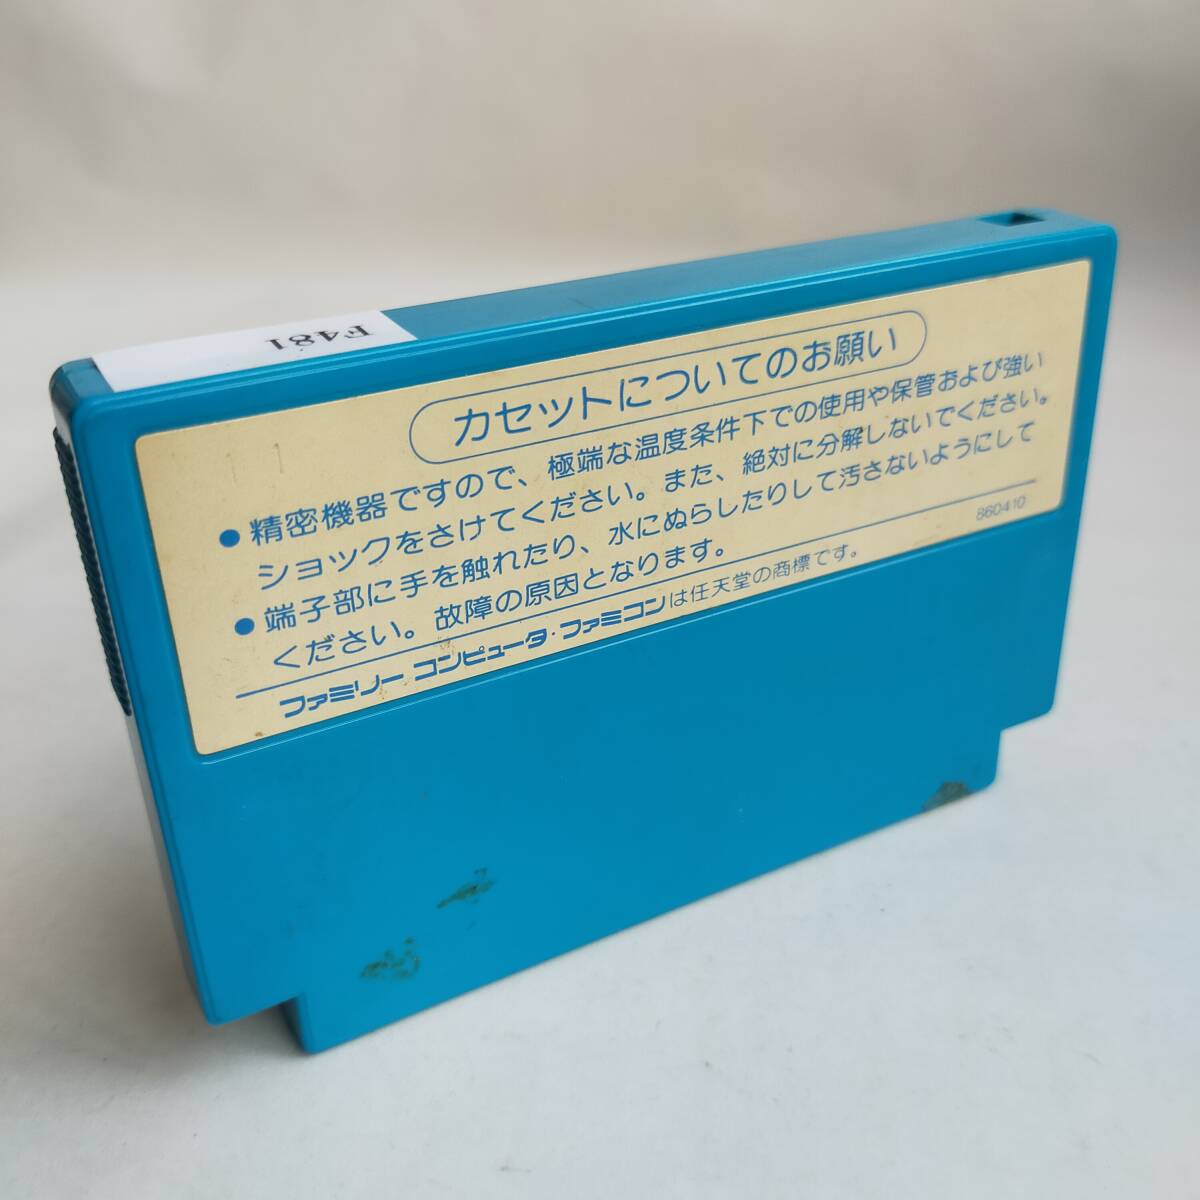 F481
カセットについてのお願い
●精密機器ですので、極端な温度条件下での使用や保管および強い
ショックをさけてください。また、絶対に分解しないでください。
●端子部に手を触れたり、水にぬらしたりして汚さないようにして
ください。故障の原因となります。
860410
ファミリーコンピュータ・ファミコンは任天堂の商標です。